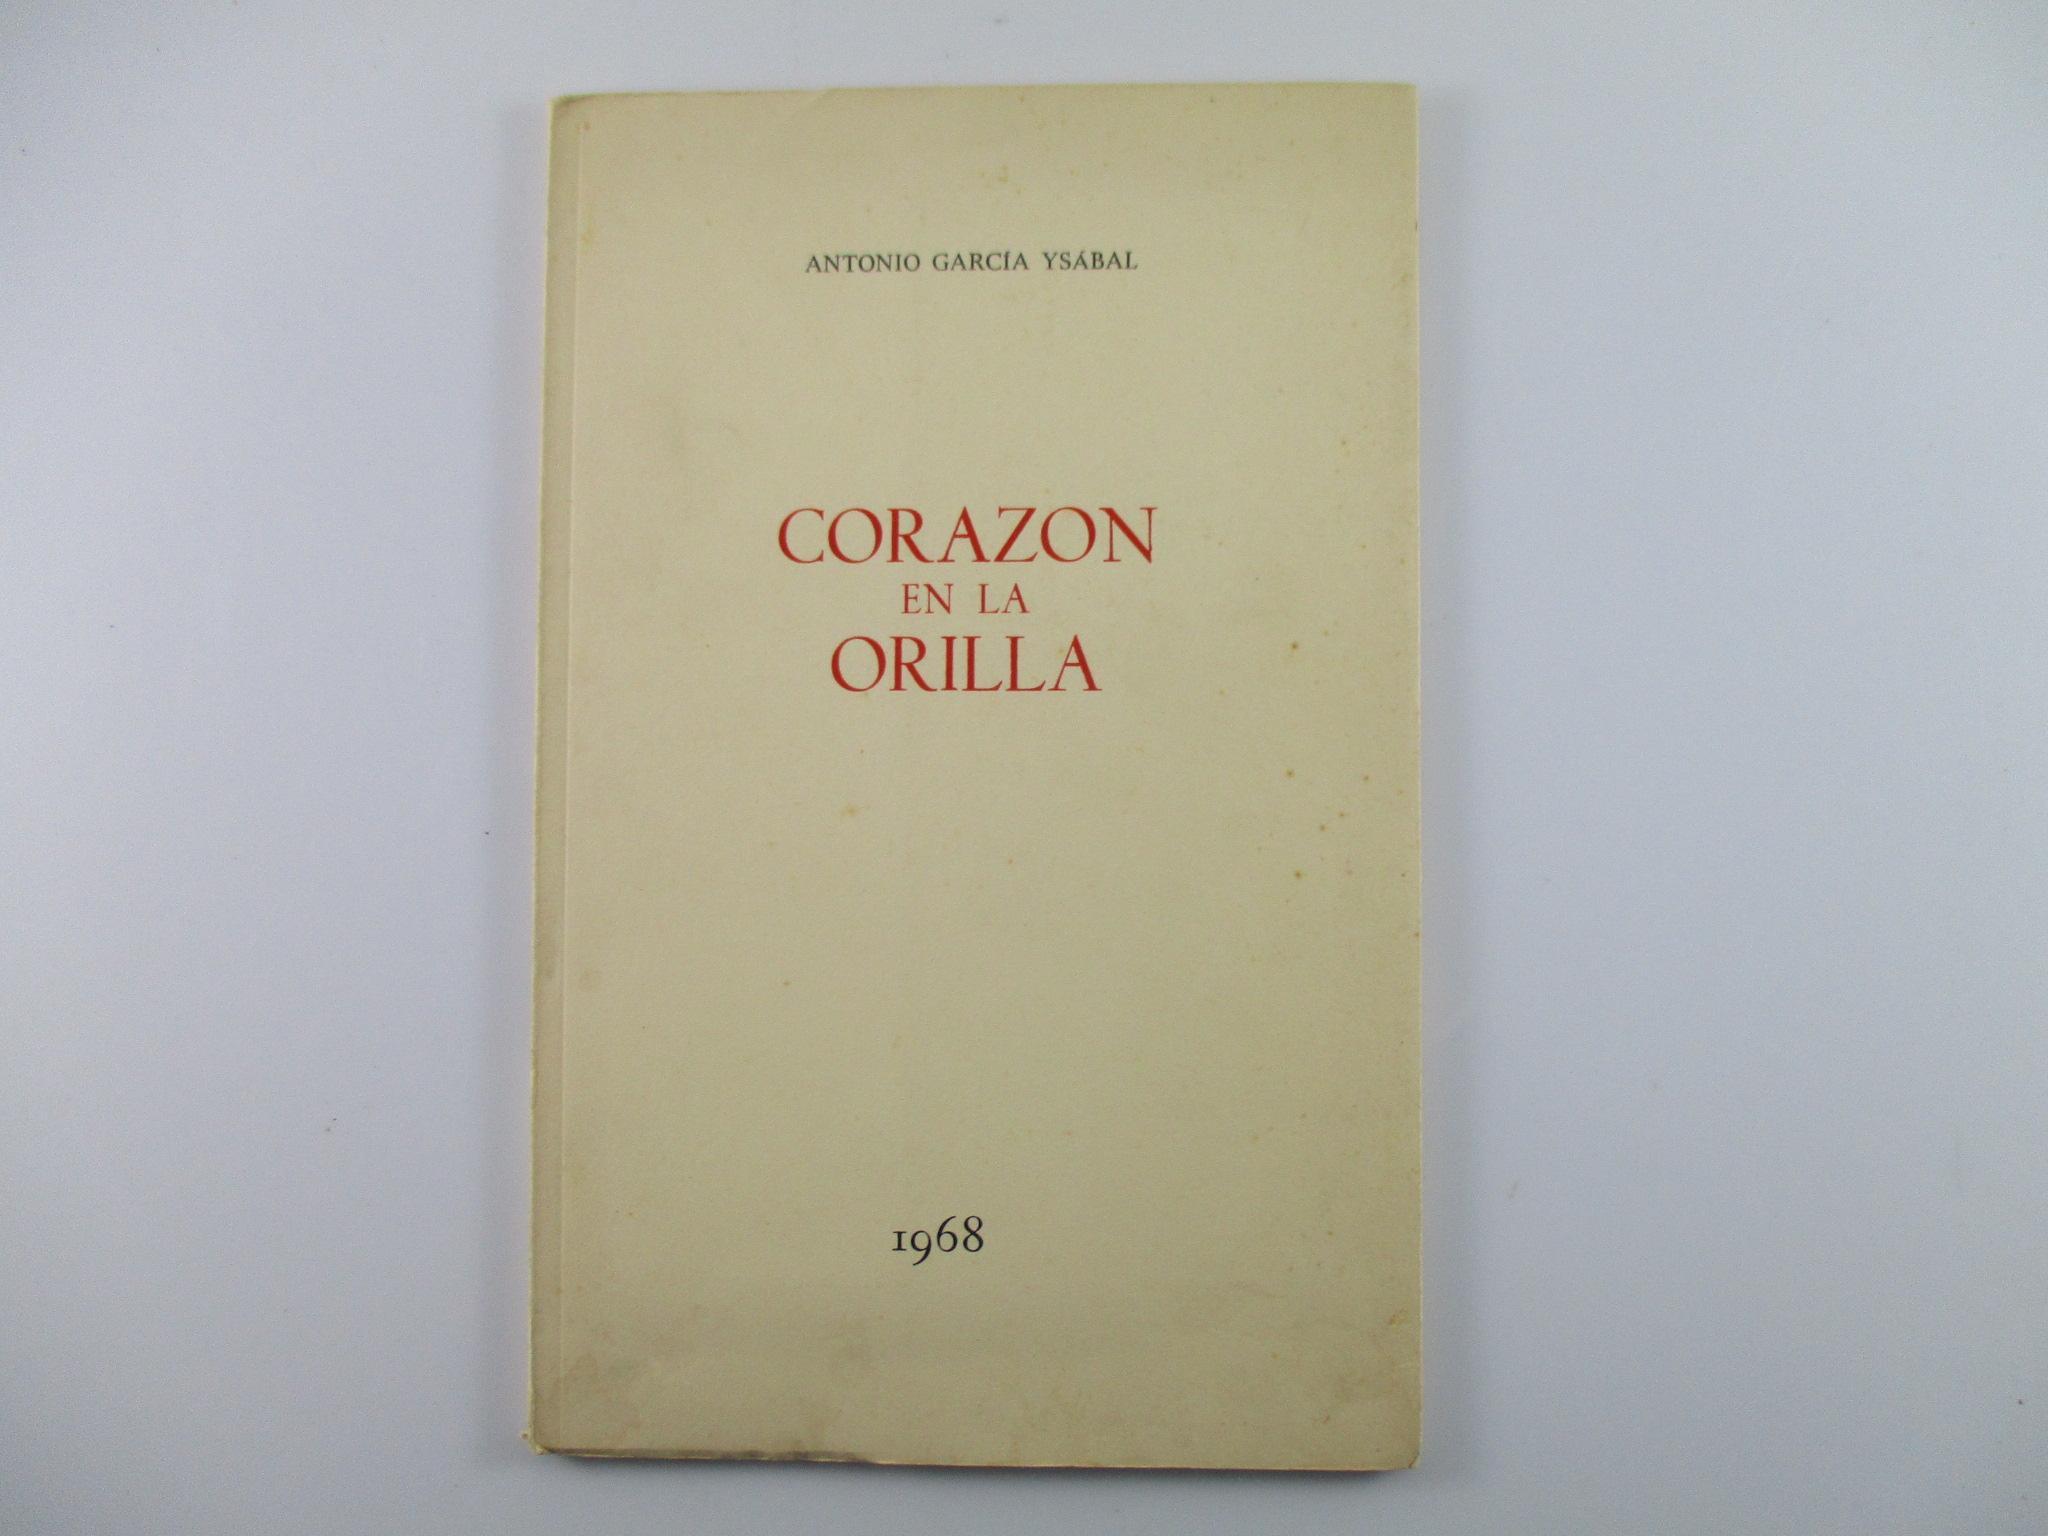 ANTONIO GARCÍA YSÁBAL
CORAZON
EN LA
ORILLA
1968